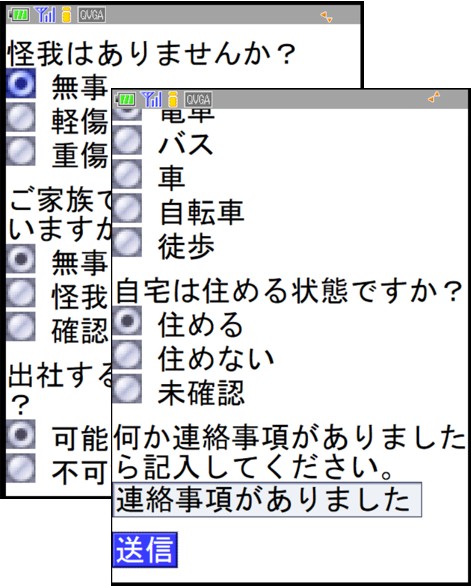 QVGA
怪我はありませんか？
無事
軽傷
重傷
ご家族で
いますか
無事
怪我
確認
出社する
？
可能
不可
QVGA
電車
バス
車
自転車
徒歩
自宅は住める状態ですか？
住める
住めない
未確認
何か連絡事項がありました
ら記入してください。
連絡事項がありました
送信